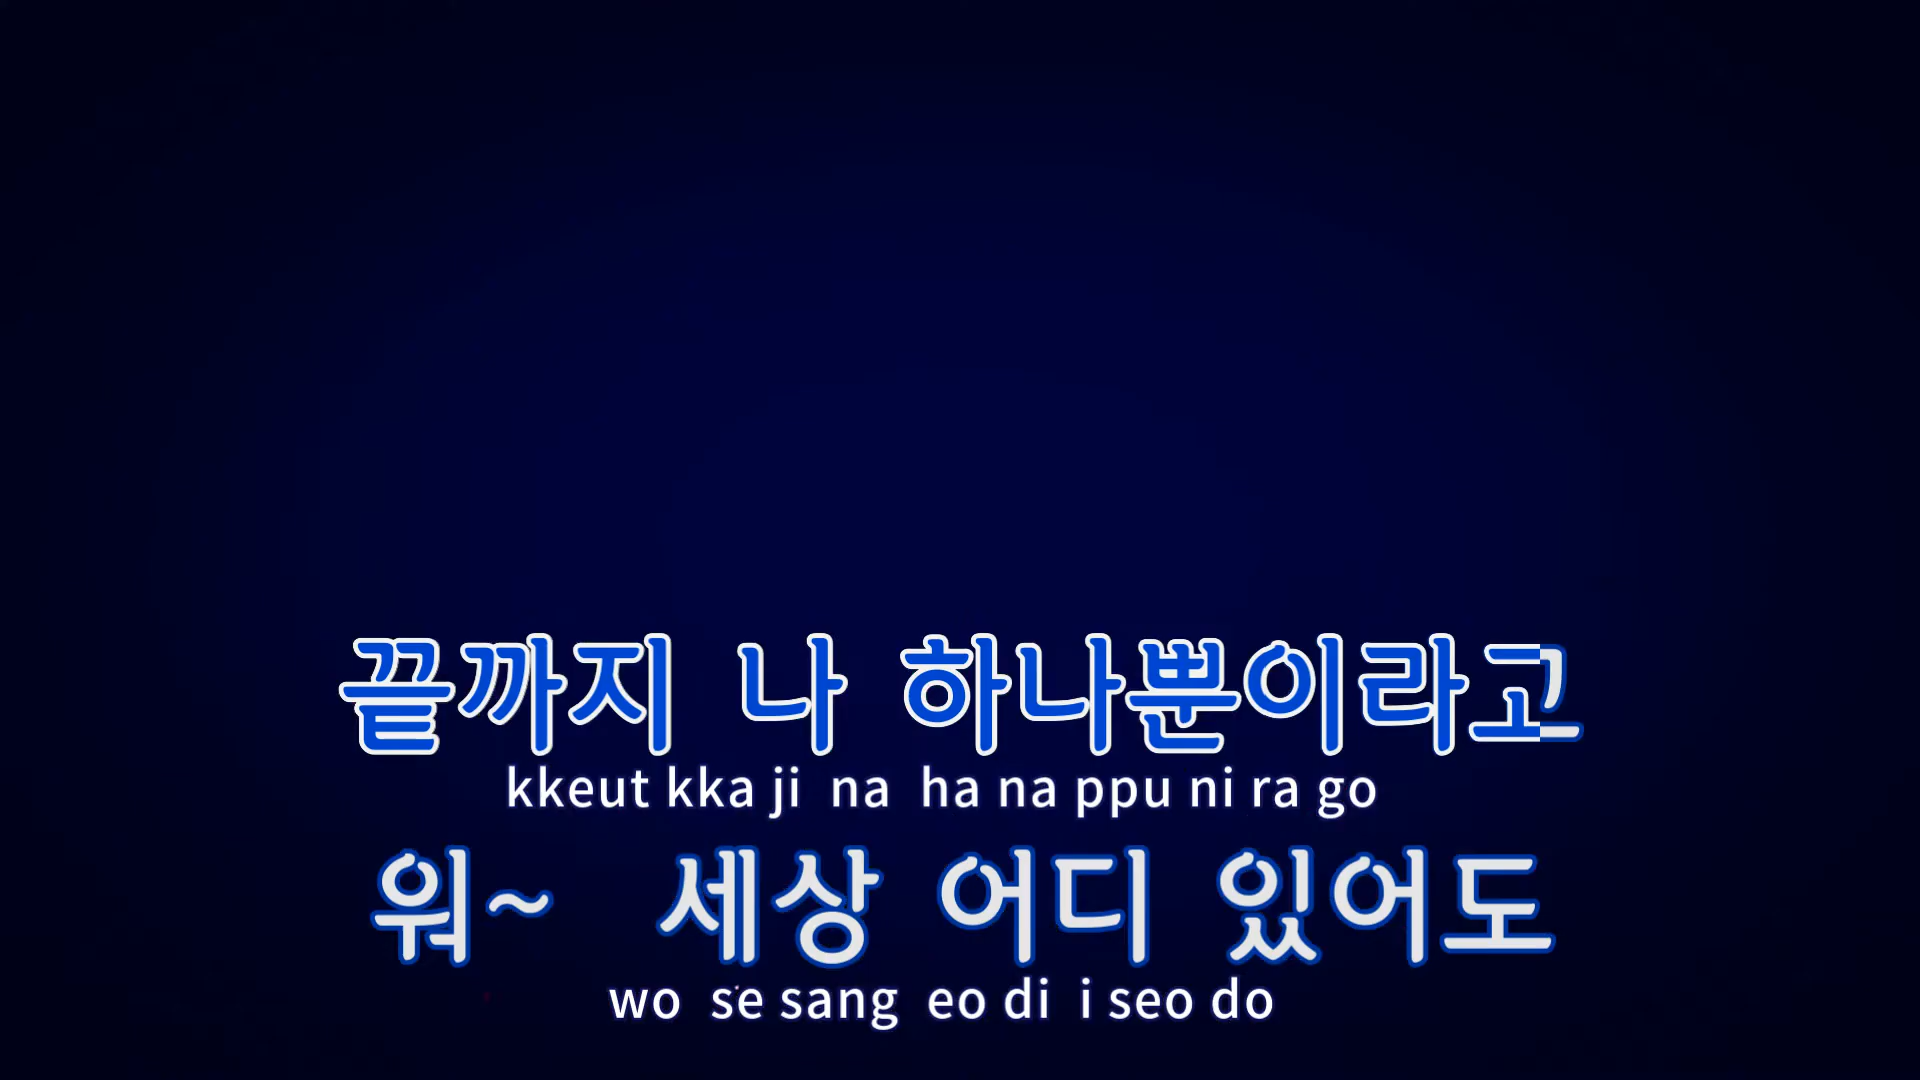 끝까지 나 하나뿐이라고
kkeut kka ji na ha na ppu ni ra go
워~ 세상 어디 있어도
wo se sang eo di i seo do